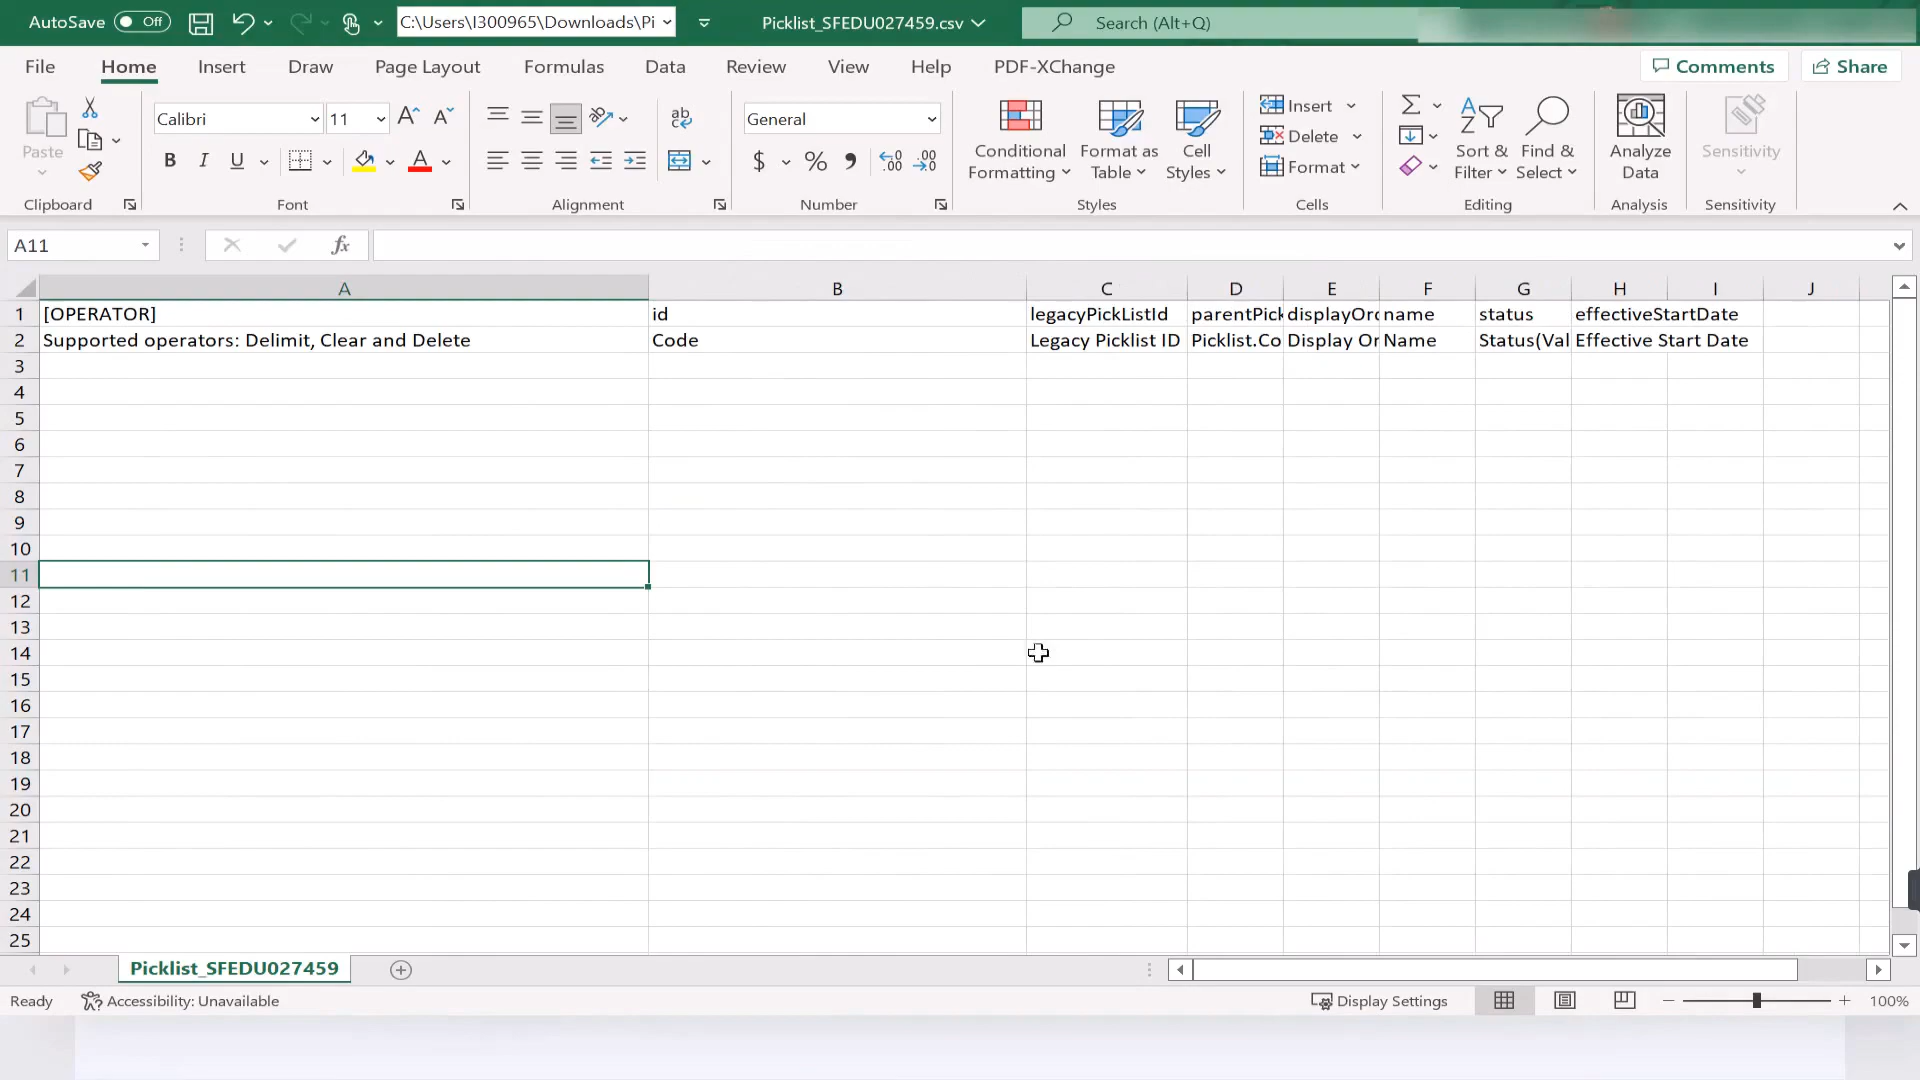 AutoSave Off C:\Users\I300965\Downloads\Pi Picklist_SFEDU027459.csv Search (Alt+Q)
File Home Insert Draw Page Layout Formulas Data Review View Help PDF-XChange Comments Share
Paste Calibri 11 General Conditional Formatting Format as Table Cell Styles Insert Delete Format Sort & Filter Find & Select Analyze Data Sensitivity
Clipboard Font Alignment Number Styles Cells Editing Analysis Sensitivity
A11 fx
A B C D E F G H I J
1 [OPERATOR] id legacyPickListId parentPick displayOrd name status effectiveStartDate
2 Supported operators: Delimit, Clear and Delete Code Legacy Picklist ID Picklist.Co Display Or Name Status(Val Effective Start Date
3
4
5
6
7
8
9
10
11
12
13
14
15
16
17
18
19
20
21
22
23
24
25
Picklist_SFEDU027459
Ready Accessibility: Unavailable Display Settings 100%